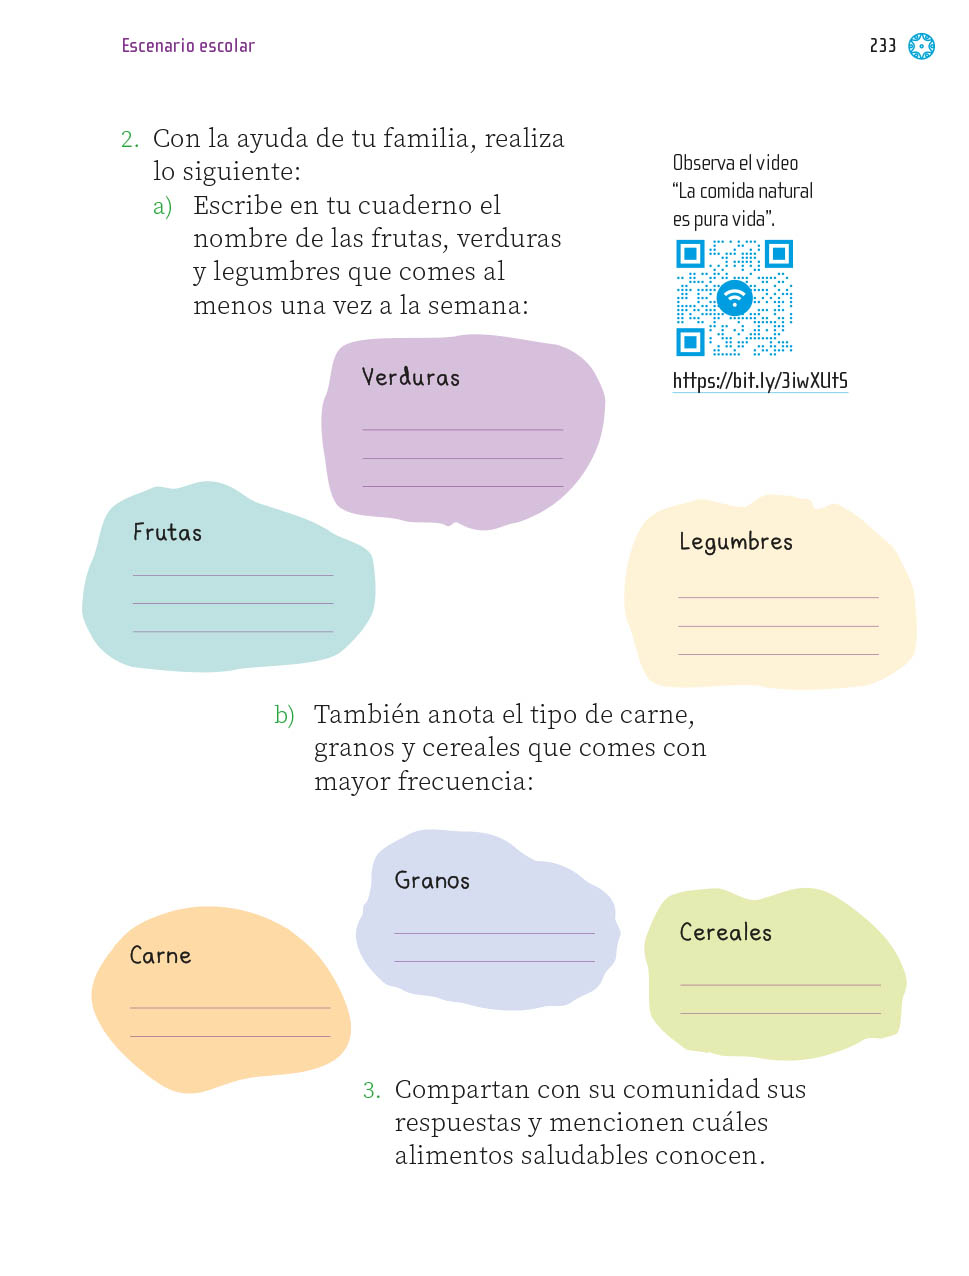 Escenario escolar
233
2. Con la ayuda de tu familia, realiza
lo siguiente:
a) Escribe en tu cuaderno el
nombre de las frutas, verduras
y legumbres que comes al
menos una vez a la semana:
Observa el video
“La comida natural
es pura vida”.
https://bit.ly/3iwXUtS
Verduras
Frutas
Legumbres
b) También anota el tipo de carne,
granos y cereales que comes con
mayor frecuencia:
Granos
Cereales
Carne
3. Compartan con su comunidad sus
respuestas y mencionen cuáles
alimentos saludables conocen.